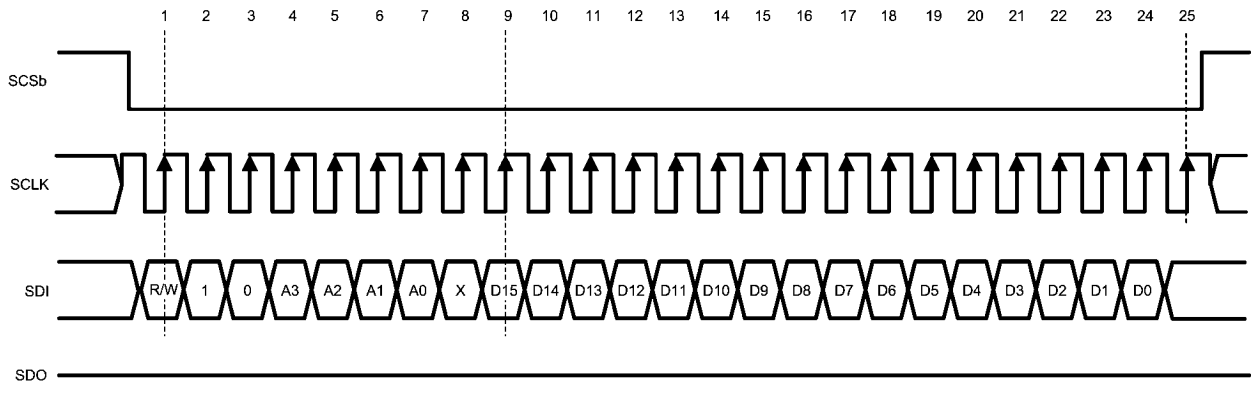 1 2 3 4 5 6 7 8 9 10 11 12 13 14 15 16 17 18 19 20 21 22 23 24 25
SCSb
SCLK
SDI R/W 1 0 A3 A2 A1 A0 X D15 D14 D13 D12 D11 D10 D9 D8 D7 D6 D5 D4 D3 D2 D1 D0
SDO